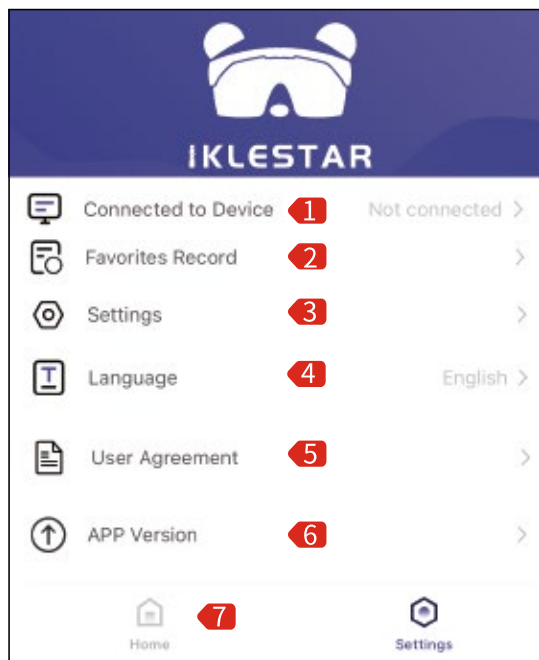 IKLESTAR
Connected to Device 1 Not connected >
Favorites Record 2 >
Settings 3 >
Language 4 English >
User Agreement 5 >
APP Version 6 >
7
Home Settings